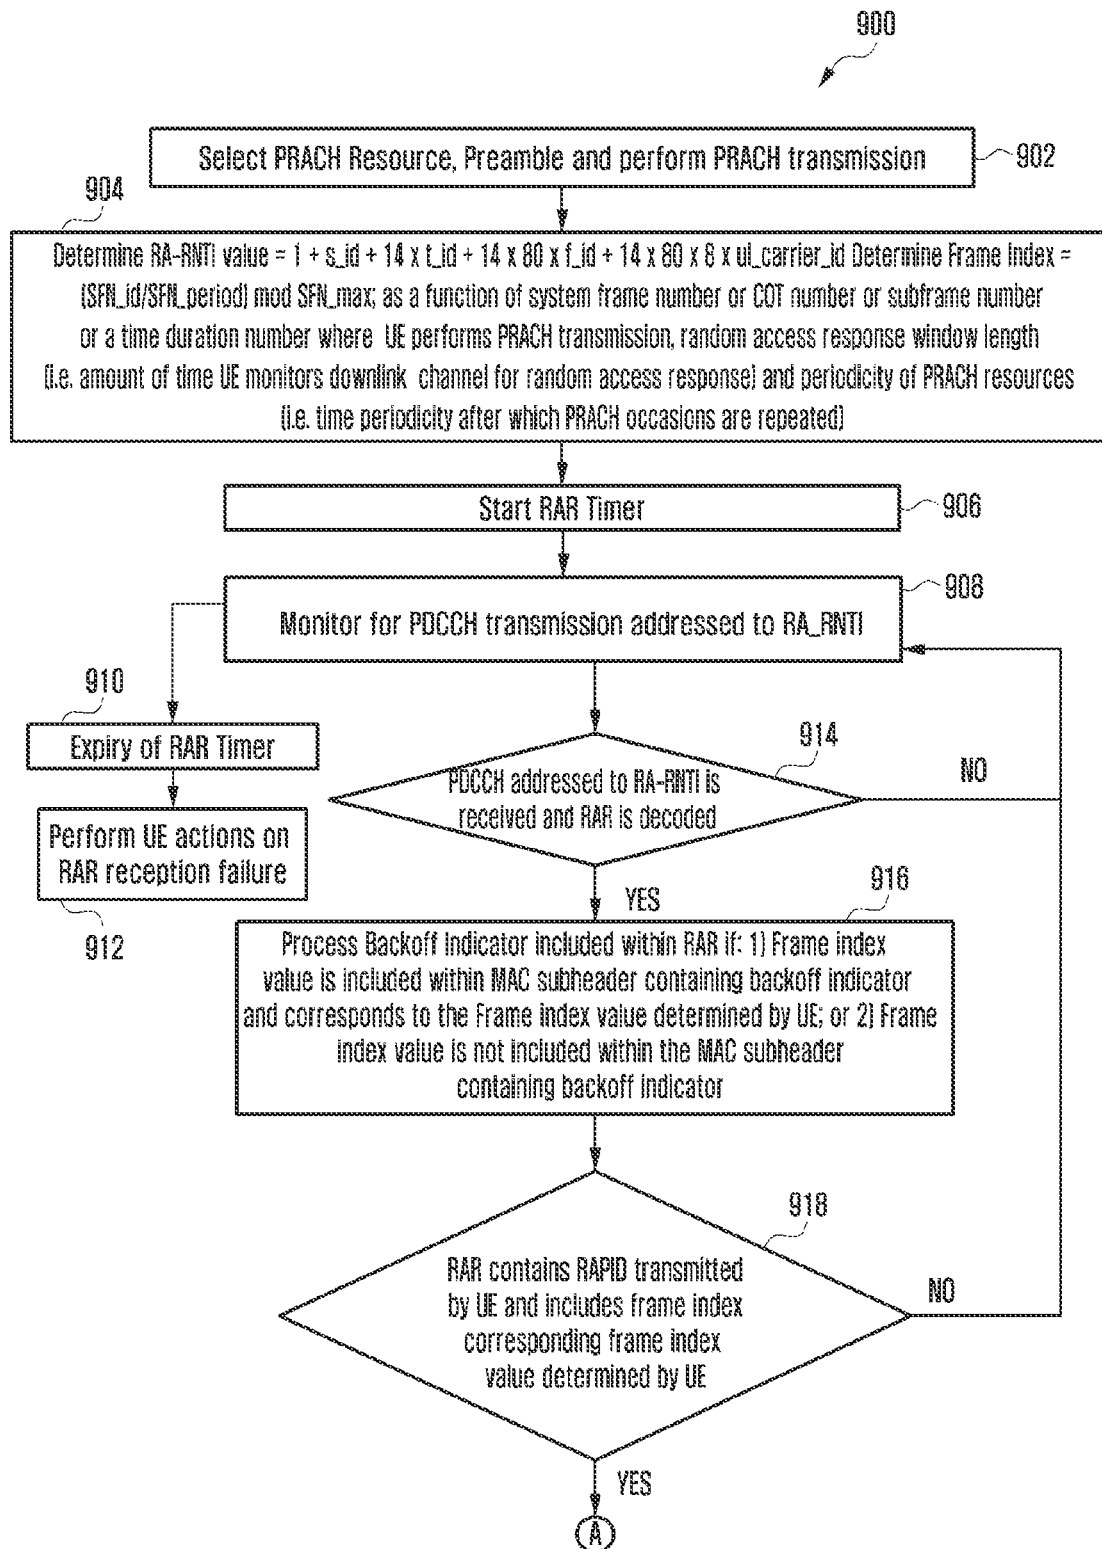 900
Select PRACH Resource, Preamble and perform PRACH transmission
902
904
Determine RA-RNTI value = 1 + s_id + 14 x t_id + 14 x 80 x f_id + 14 x 80 x 8 x ul_carrier_id Determine Frame Index =
(SFN_id/SFN_period) mod SFN_max; as a function of system frame number or COT number or subframe number
or a time duration number where UE performs PRACH transmission, random access response window length
(i.e. amount of time UE monitors downlink channel for random access response) and periodicity of PRACH resources
(i.e. time periodicity after which PRACH occasions are repeated)
Start RAR Timer
906
908
Monitor for PDCCH transmission addressed to RA_RNTI
910
Expiry of RAR Timer
914
PDCCH addressed to RA-RNTI is
received and RAR is decoded
NO
Perform UE actions on
RAR reception failure
912
YES
916
Process Backoff Indicator included within RAR if: 1) Frame index
value is included within MAC subheader containing backoff indicator
and corresponds to the Frame index value determined by UE; or 2) Frame
index value is not included within the MAC subheader
containing backoff indicator
918
RAR contains RAPID transmitted
by UE and includes frame index
corresponding frame index
value determined by UE
NO
YES
A